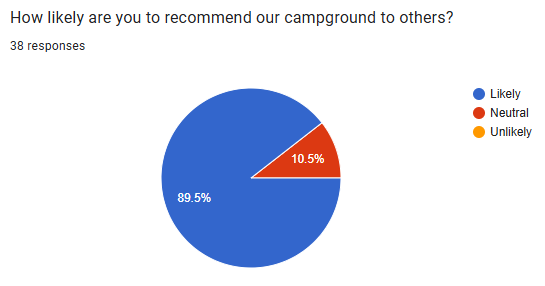 How likely are you to recommend our campground to others?
38 responses
Likely
Neutral
Unlikely
10.5%
89.5%